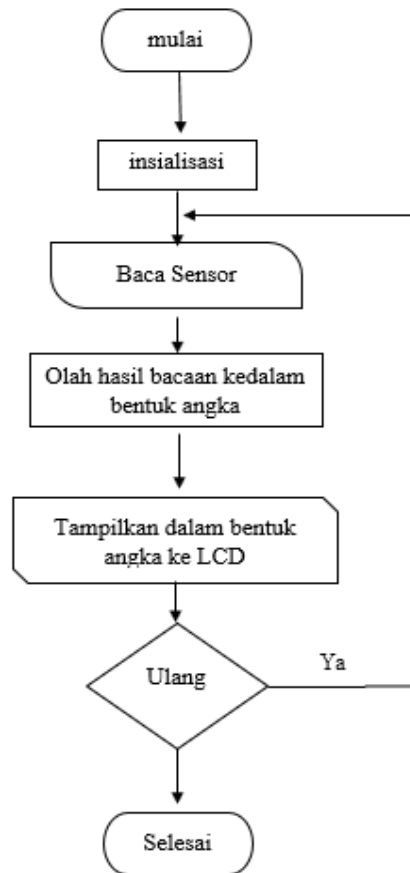 mulai
insialisasi
Baca Sensor
Olah hasil bacaan kedalam
bentuk angka
Tampilkan dalam bentuk
angka ke LCD
Ulang
Ya
Selesai